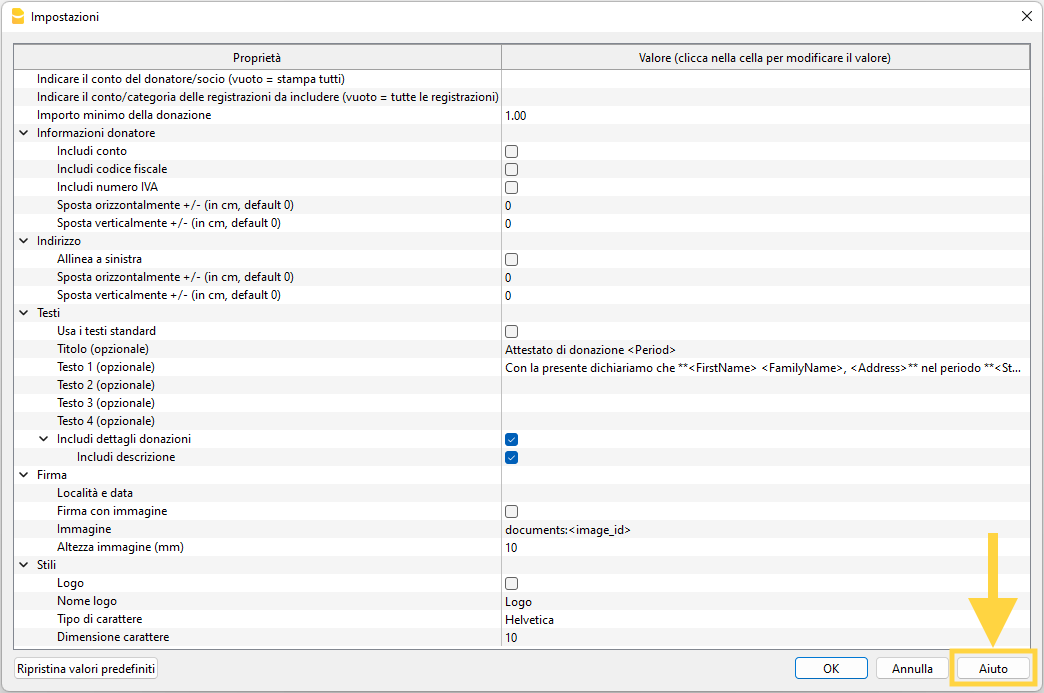 Impostazioni
Proprietà Valore (clicca nella cella per modificare il valore)
Indicare il conto del donatore/socio (vuoto = stampa tutti)
Indicare il conto/categoria delle registrazioni da includere (vuoto = tutte le registrazioni)
Importo minimo della donazione 1.00
Informazioni donatore
Includi conto
Includi codice fiscale
Includi numero IVA
Sposta orizzontalmente +/- (in cm, default 0) 0
Sposta verticalmente +/- (in cm, default 0) 0
Indirizzo
Allinea a sinistra
Sposta orizzontalmente +/- (in cm, default 0) 0
Sposta verticalmente +/- (in cm, default 0) 0
Testi
Usa i testi standard
Titolo (opzionale) Attestato di donazione <Period>
Testo 1 (opzionale) Con la presente dichiariamo che **<FirstName> <FamilyName>, <Address>** nel periodo **<St...
Testo 2 (opzionale)
Testo 3 (opzionale)
Testo 4 (opzionale)
Includi dettagli donazioni
Includi descrizione
Firma
Località e data
Firma con immagine
Immagine documents:<image_id>
Altezza immagine (mm) 10
Stili
Logo
Nome logo Logo
Tipo di carattere Helvetica
Dimensione carattere 10
Ripristina valori predefiniti OK Annulla Aiuto